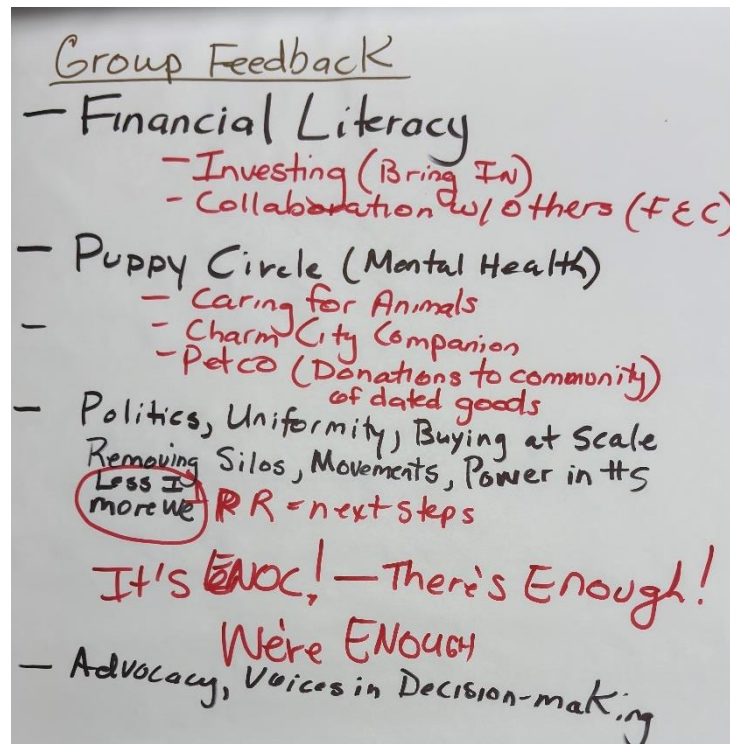 Group Feedback
- Financial Literacy
- Investing (Bring IN)
- Collaboration w/ others (F & C)
- Puppy Circle (Mental Health)
- Caring for Animals
- - Charm City Companion
- Petco (Donations to community)
of dated goods
- Politics, Uniformity, Buying at Scale
Removing Silos, Movements, Power in #s
Less I
more we RR = next steps
It's ENOC! - There's Enough!
We're ENOUGH
- Advocacy, Voices in Decision-making